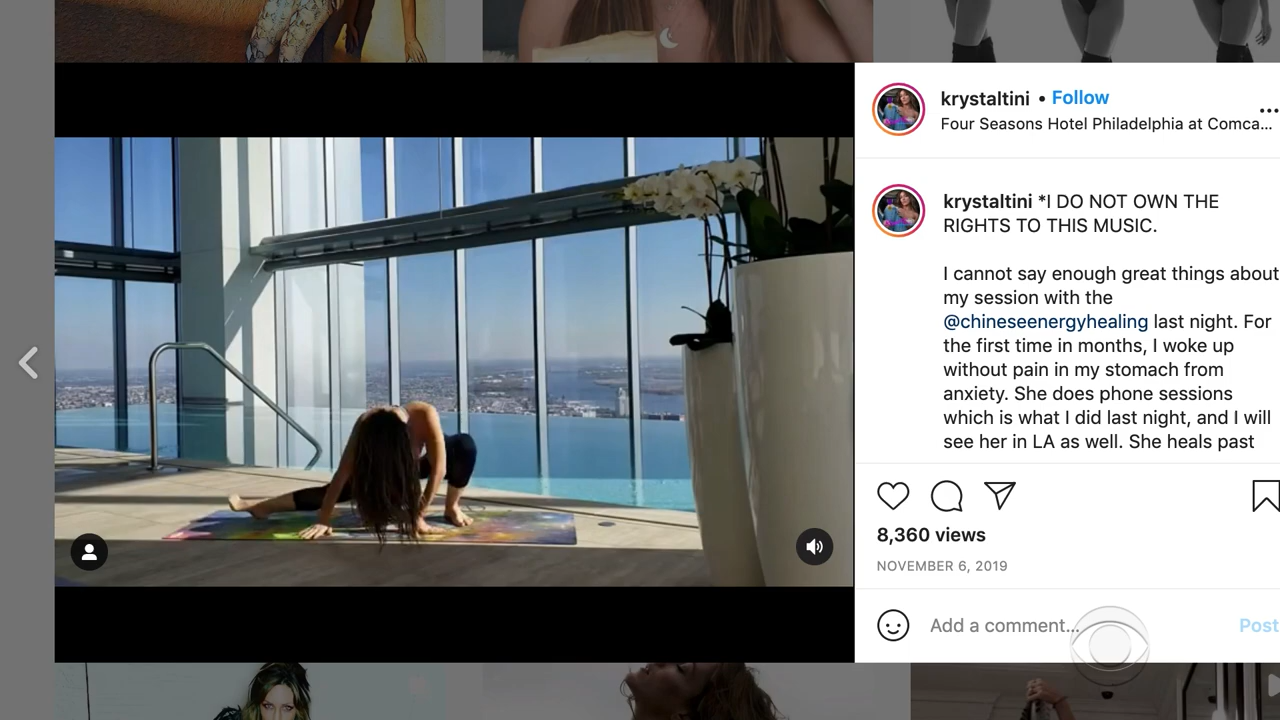 krystaltini • Follow
Four Seasons Hotel Philadelphia at Comca...
krystaltini *I DO NOT OWN THE
RIGHTS TO THIS MUSIC.
I cannot say enough great things about
my session with the
@chineseenergyhealing last night. For
the first time in months, I woke up
without pain in my stomach from
anxiety. She does phone sessions
which is what I did last night, and I will
see her in LA as well. She heals past
8,360 views
NOVEMBER 6, 2019
Add a comment...
Post